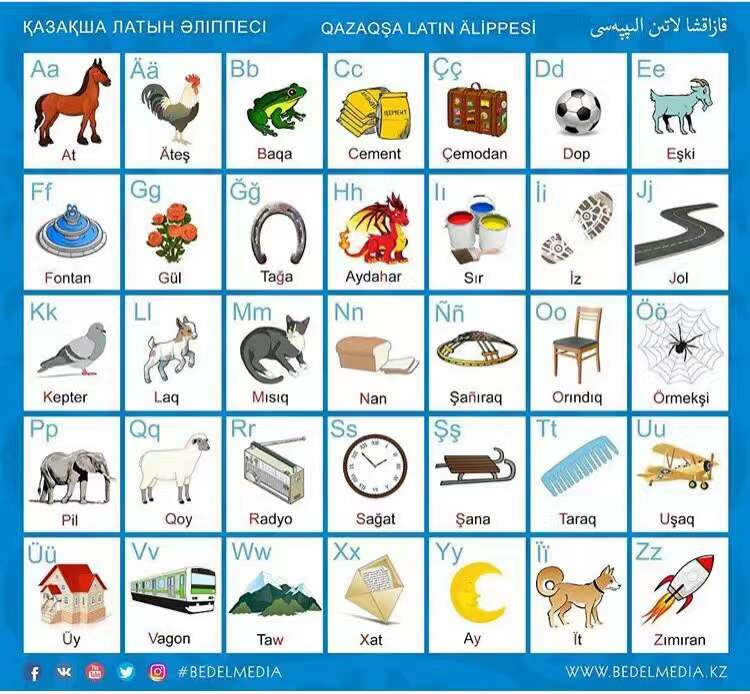 ҚАЗАҚША ЛАТЫН ӘЛІППЕСІ QAZAQŞA LATIN ÄLIPPESİ قازاقشا لاتىن الىپپەسى
Aa Ää Bb Cc Çç Dd Ee
ЦЕМЕНТ
At Äteş Baqa Cement Çemodan Dop Eşki
Ff Gg Ğğ Hh Iı İi Jj
Fontan Gül Tağa Aydahar Sır İz Jol
Kk Ll Mm Nn Ññ Oo Öö
Kepter Laq Mısıq Nan Şañıraq Orındıq Örmekşi
Pp Qq Rr Ss Şş Tt Uu
Pil Qoy Radyo Sağat Şana Taraq Uşaq
Üü Vv Ww Xx Yy Ïï Zz
Üy Vagon Taw Xat Ay Ït Zımıran
#BEDELMEDIA WWW.BEDELMEDIA.KZ